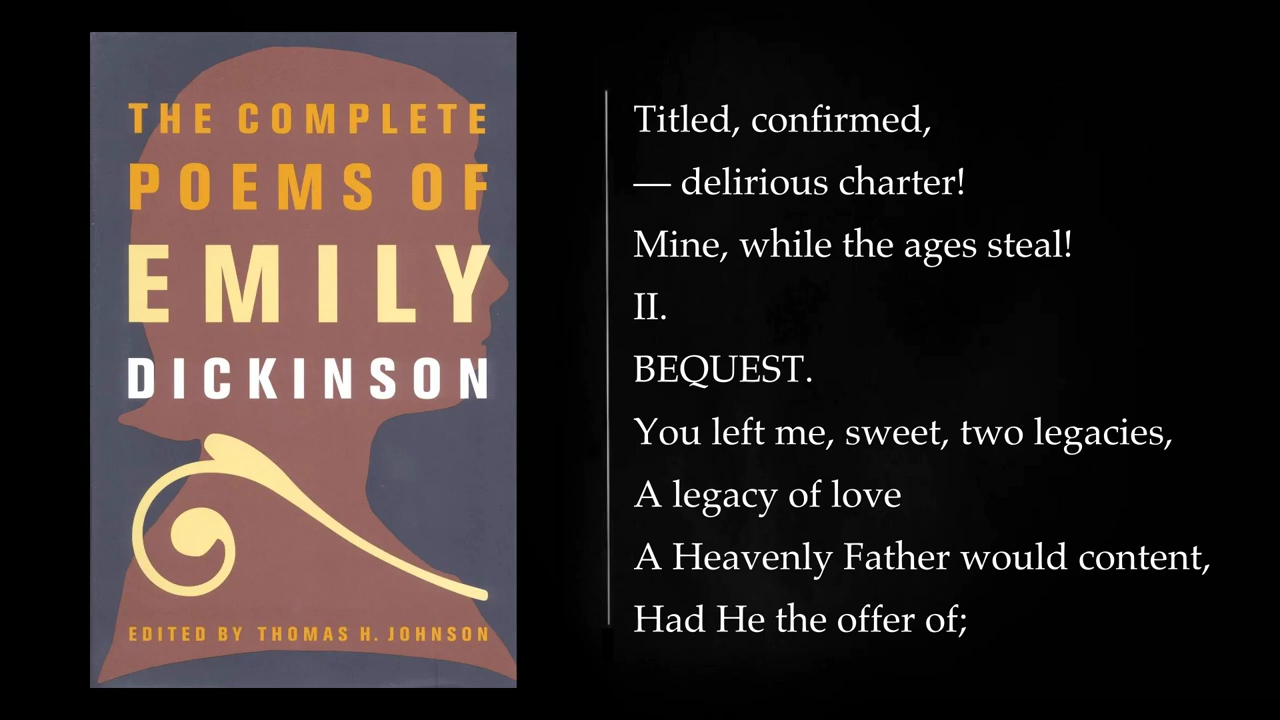 THE COMPLETE
POEMS OF
EMILY
DICKINSON
EDITED BY THOMAS H. JOHNSON
Titled, confirmed,
— delirious charter!
Mine, while the ages steal!
II.
BEQUEST.
You left me, sweet, two legacies,
A legacy of love
A Heavenly Father would content,
Had He the offer of;